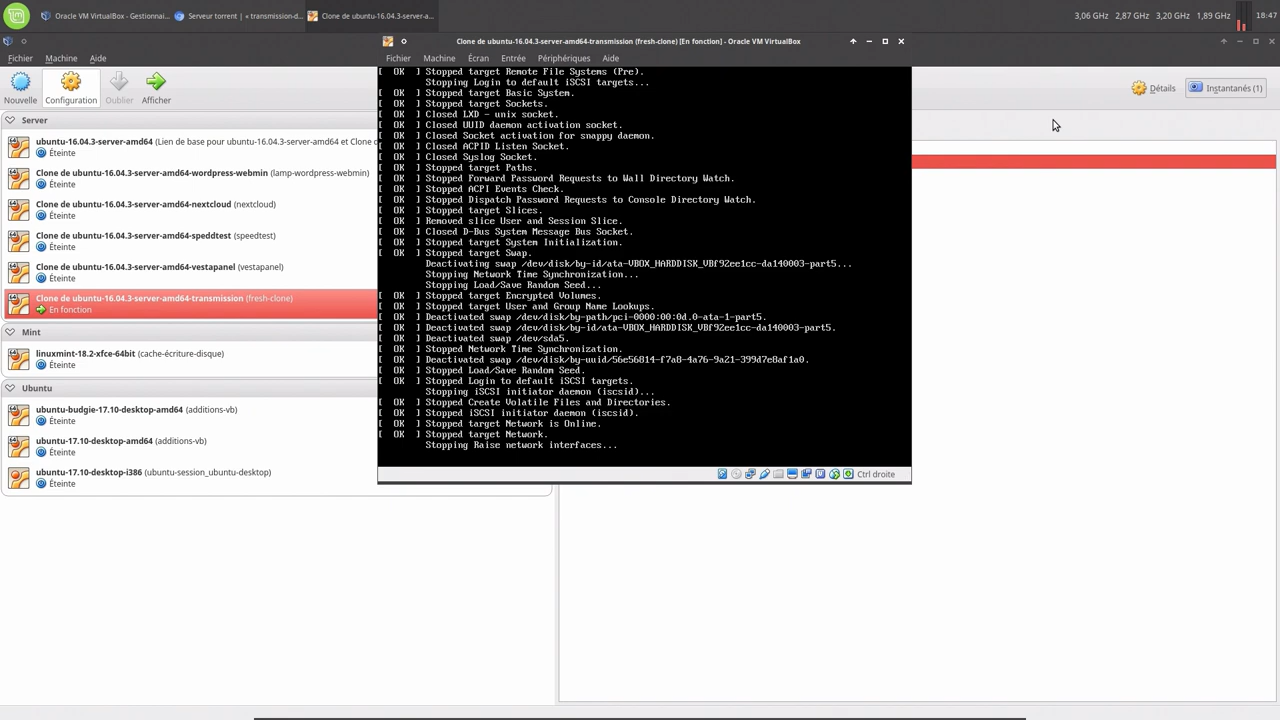 Oracle VM VirtualBox - Gestionnai...
Serveur torrent | « transmission-d...
Clone de ubuntu-16.04.3-server-a...
3,06 GHz 2,87 GHz 3,20 GHz 1,89 GHz
18:47
Clone de ubuntu-16.04.3-server-amd64-transmission (fresh-clone) [En fonction] - Oracle VM VirtualBox
Fichier Machine Aide
Fichier Machine Écran Entrée Périphériques Aide
Nouvelle Configuration Oublier Afficher
Détails Instantanés (1)
Server
ubuntu-16.04.3-server-amd64 (Lien de base pour ubuntu-16.04.3-server-amd64 et Clone d
Éteinte
Clone de ubuntu-16.04.3-server-amd64-wordpress-webmin (lamp-wordpress-webmin)
Éteinte
Clone de ubuntu-16.04.3-server-amd64-nextcloud (nextcloud)
Éteinte
Clone de ubuntu-16.04.3-server-amd64-speddtest (speedtest)
Éteinte
Clone de ubuntu-16.04.3-server-amd64-vestapanel (vestapanel)
Éteinte
Clone de ubuntu-16.04.3-server-amd64-transmission (fresh-clone)
En fonction
Mint
linuxmint-18.2-xfce-64bit (cache-écriture-disque)
Éteinte
Ubuntu
ubuntu-budgie-17.10-desktop-amd64 (additions-vb)
Éteinte
ubuntu-17.10-desktop-amd64 (additions-vb)
Éteinte
ubuntu-17.10-desktop-i386 (ubuntu-session_ubuntu-desktop)
Éteinte
[ OK ] Stopped target Remote File Systems (Pre).
Stopping Login to default iSCSI targets...
[ OK ] Stopped target Basic System.
[ OK ] Stopped target Sockets.
[ OK ] Closed LXD - unix socket.
[ OK ] Closed UUID daemon activation socket.
[ OK ] Closed Socket activation for snappy daemon.
[ OK ] Closed ACPID Listen Socket.
[ OK ] Closed Syslog Socket.
[ OK ] Stopped target Paths.
[ OK ] Stopped Forward Password Requests to Wall Directory Watch.
[ OK ] Stopped ACPI Events Check.
[ OK ] Stopped Dispatch Password Requests to Console Directory Watch.
[ OK ] Stopped target Slices.
[ OK ] Removed slice User and Session Slice.
[ OK ] Closed D-Bus System Message Bus Socket.
[ OK ] Stopped target System Initialization.
[ OK ] Stopped target Swap.
Deactivating swap /dev/disk/by-id/ata-VBOX_HARDDISK_VBf92ee1cc-da140003-part5...
Stopping Network Time Synchronization...
Stopping Load/Save Random Seed...
[ OK ] Stopped target Encrypted Volumes.
[ OK ] Stopped target User and Group Name Lookups.
[ OK ] Deactivated swap /dev/disk/by-path/pci-0000:00:0d.0-ata-1-part5.
[ OK ] Deactivated swap /dev/disk/by-id/ata-VBOX_HARDDISK_VBf92ee1cc-da140003-part5.
[ OK ] Deactivated swap /dev/sda5.
[ OK ] Stopped Network Time Synchronization.
[ OK ] Deactivated swap /dev/disk/by-uuid/56e56814-f7a8-4a76-9a21-399d7e8af1a0.
[ OK ] Stopped Load/Save Random Seed.
[ OK ] Stopped Login to default iSCSI targets.
Stopping iSCSI initiator daemon (iscsid)...
[ OK ] Stopped Create Volatile Files and Directories.
[ OK ] Stopped iSCSI initiator daemon (iscsid).
[ OK ] Stopped target Network is Online.
[ OK ] Stopped target Network.
Stopping Raise network interfaces...
Ctrl droite